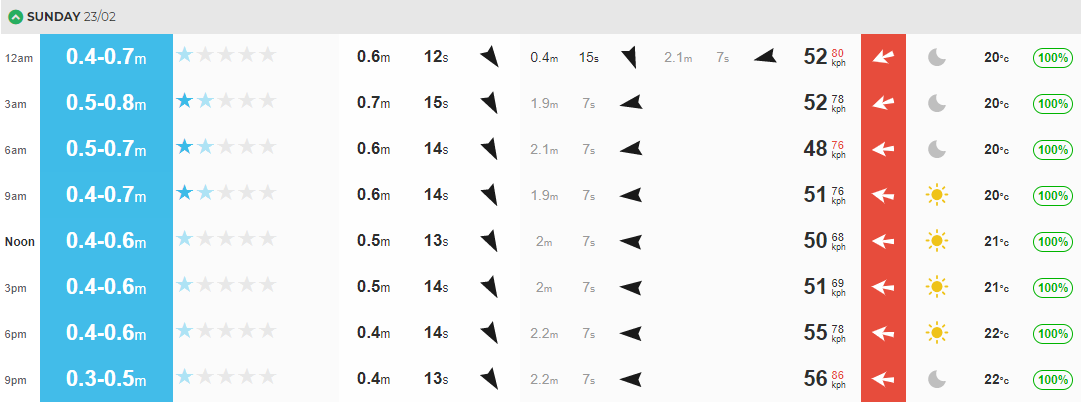 SUNDAY 23/02
12am 0.4-0.7m 0.6m 12s 0.4m 15s 2.1m 7s 52 80 kph 20°c 100%
3am 0.5-0.8m 0.7m 15s 1.9m 7s 52 78 kph 20°c 100%
6am 0.5-0.7m 0.6m 14s 2.1m 7s 48 76 kph 20°c 100%
9am 0.4-0.7m 0.6m 14s 1.9m 7s 51 76 kph 20°c 100%
Noon 0.4-0.6m 0.5m 13s 2m 7s 50 68 kph 21°c 100%
3pm 0.4-0.6m 0.5m 14s 2m 7s 51 69 kph 21°c 100%
6pm 0.4-0.6m 0.4m 14s 2.2m 7s 55 78 kph 22°c 100%
9pm 0.3-0.5m 0.4m 13s 2.2m 7s 56 86 kph 22°c 100%